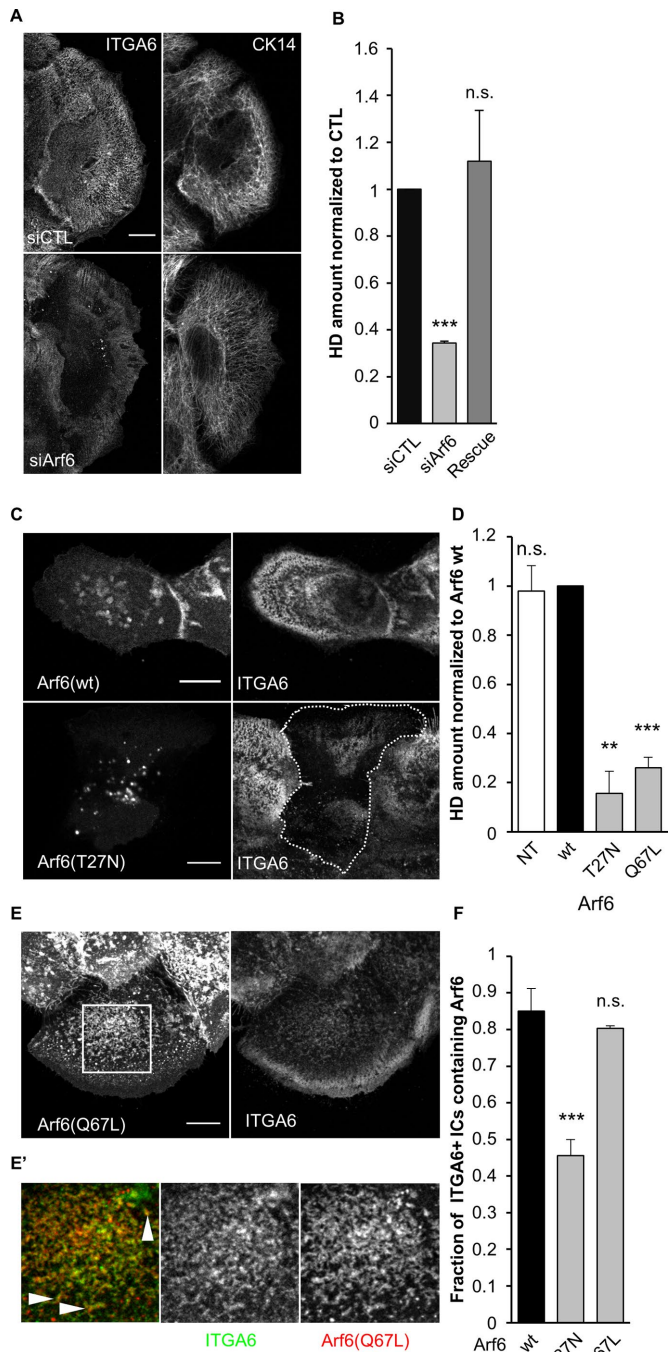 A
ITGA6
CK14
siCTL
siArf6
B
HD amount normalized to CTL
1.6
1.4
1.2
1
0.8
0.6
0.4
0.2
0
***
n.s.
siCTL
siArf6
Rescue
C
Arf6(wt)
ITGA6
Arf6(T27N)
ITGA6
D
HD amount normalized to Arf6 wt
1.2
1
0.8
0.6
0.4
0.2
0
n.s.
**
***
NT
wt
T27N
Q67L
Arf6
E
Arf6(Q67L)
ITGA6
E'
ITGA6
Arf6(Q67L)
F
Fraction of ITGA6+ ICs containing Arf6
1
0.9
0.8
0.7
0.6
0.5
0.4
0.3
0.2
0.1
0
***
n.s.
Arf6
wt